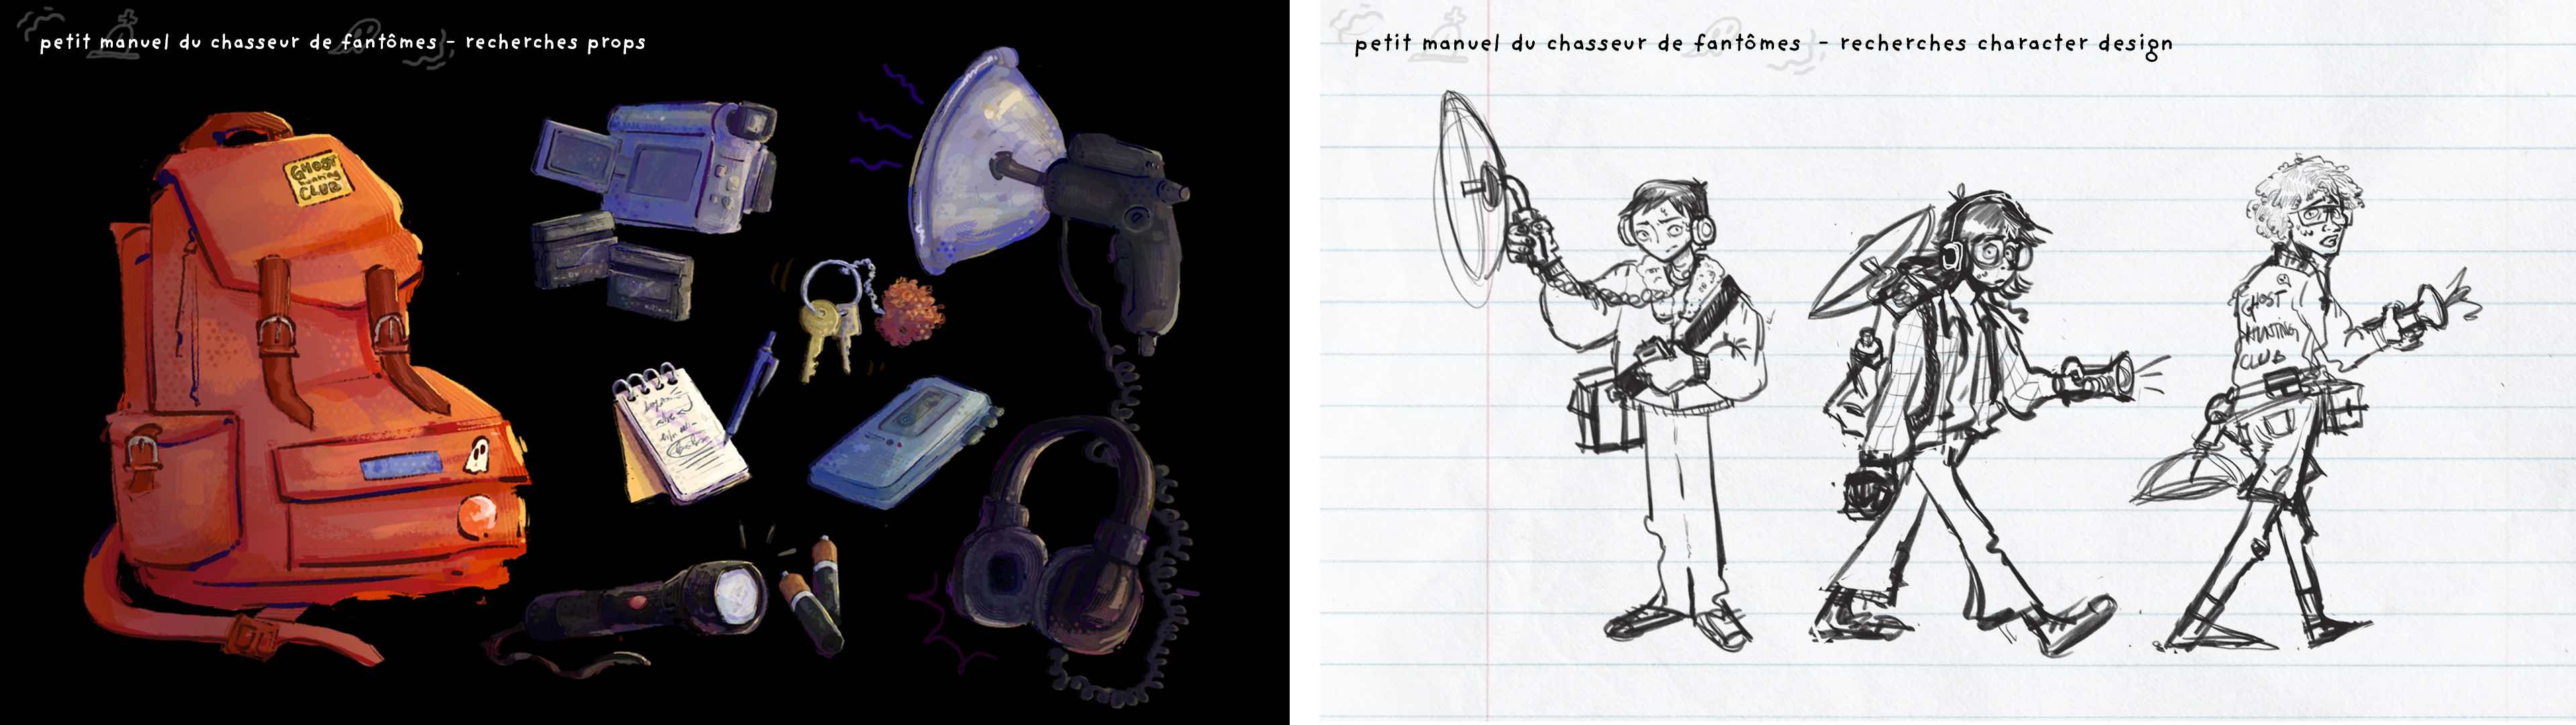 petit manuel du chasseur de fantômes - recherches props
GHOST
hunting
CLUB
petit manuel du chasseur de fantômes - recherches character design
GHOST
HUNTING
CLUB